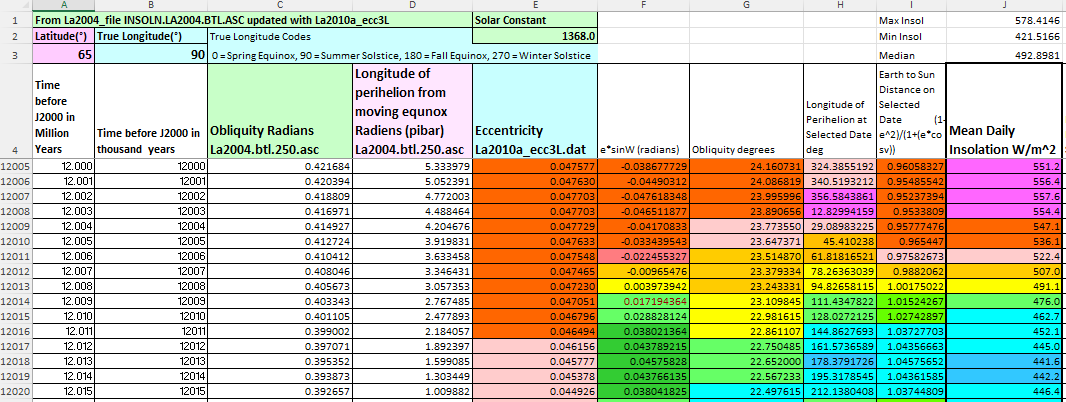 A B C D E F G H I J
1 From La2004_file INSOLN.LA2004.BTL.ASC updated with La2010a_ecc3L Solar Constant Max Insol 578.4146
2 Latitude(°) True Longitude(°) True Longitude Codes 1368.0 Min Insol 421.5166
3 65 90 0=Spring Equinox, 90=Summer Solstice, 180=Fall Equinox, 270=Winter Solstice Median 492.8981
4 Time before J2000 in Million Years Time before J2000 in thousand years Obliquity Radians La2004.btl.250.asc Longitude of perihelion from moving equnox Radiens (pibar) La2004.btl.250.asc Eccentricity La2010a_ecc3L.dat e*sinW (radians) Obliquity degrees Longitude of Perihelion at Selected Date deg Earth to Sun Distance on Selected Date (1-e^2)/(1+(e*cosv)) Mean Daily Insolation W/m^2
12005 12.000 12000 0.421684 5.333979 0.047577 -0.038677729 24.160731 324.3855192 0.96058327 551.2
12006 12.001 12001 0.420394 5.052391 0.047630 -0.04490312 24.086819 340.5193212 0.95485542 556.4
12007 12.002 12002 0.418809 4.772003 0.047703 -0.047618348 23.995996 356.5843861 0.95237394 557.6
12008 12.003 12003 0.416971 4.488464 0.047703 -0.046511877 23.890656 12.82994159 0.9533809 554.4
12009 12.004 12004 0.414927 4.204676 0.047729 -0.04170833 23.773550 29.08983225 0.95777476 547.1
12010 12.005 12005 0.412724 3.919831 0.047633 -0.033439543 23.647371 45.410238 0.965447 536.1
12011 12.006 12006 0.410412 3.633458 0.047548 -0.022455327 23.514870 61.81816521 0.97582673 522.4
12012 12.007 12007 0.408046 3.346431 0.047465 -0.00965476 23.379334 78.26363039 0.9882062 507.0
12013 12.008 12008 0.405673 3.057353 0.047230 0.003973942 23.243331 94.82658115 1.00175022 491.1
12014 12.009 12009 0.403343 2.767485 0.047051 0.017194364 23.109845 111.4347822 1.01524267 476.0
12015 12.010 12010 0.401105 2.477893 0.046796 0.028828124 22.981615 128.0272125 1.02742897 462.7
12016 12.011 12011 0.399002 2.184057 0.046494 0.038021364 22.861107 144.8627693 1.03727703 452.1
12017 12.012 12012 0.397071 1.892397 0.046156 0.043789215 22.750485 161.5736589 1.04356663 445.0
12018 12.013 12013 0.395352 1.599085 0.045777 0.04575828 22.652000 178.3791726 1.04575652 441.6
12019 12.014 12014 0.393873 1.303449 0.045378 0.043766135 22.567233 195.3178545 1.04361585 442.2
12020 12.015 12015 0.392657 1.009882 0.044926 0.038041825 22.497615 212.1380408 1.03744809 446.4